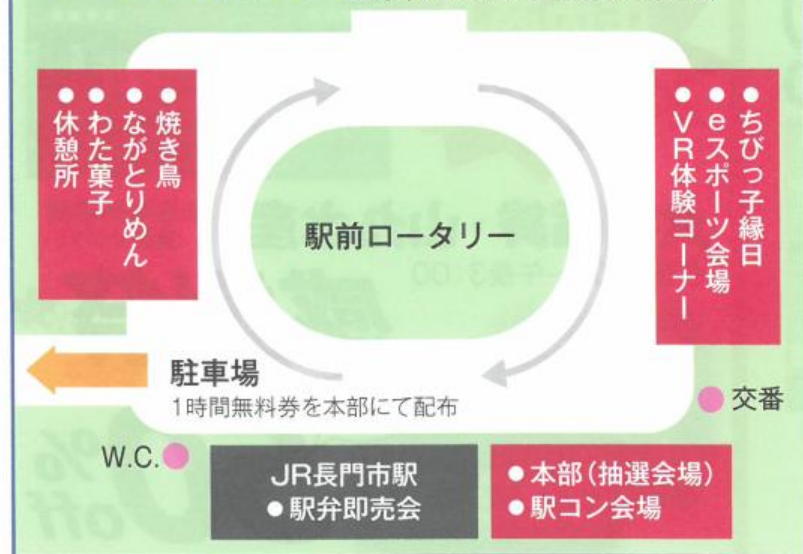 ●焼き鳥
●ながとりめん
●わた菓子
●休憩所
●ちびっ子縁日
●eスポーツ会場
●VR体験コーナー
駅前ロータリー
駐車場
1時間無料券を本部にて配布
交番
W.C.
JR長門市駅
●駅弁即売会
●本部(抽選会場)
●駅コン会場